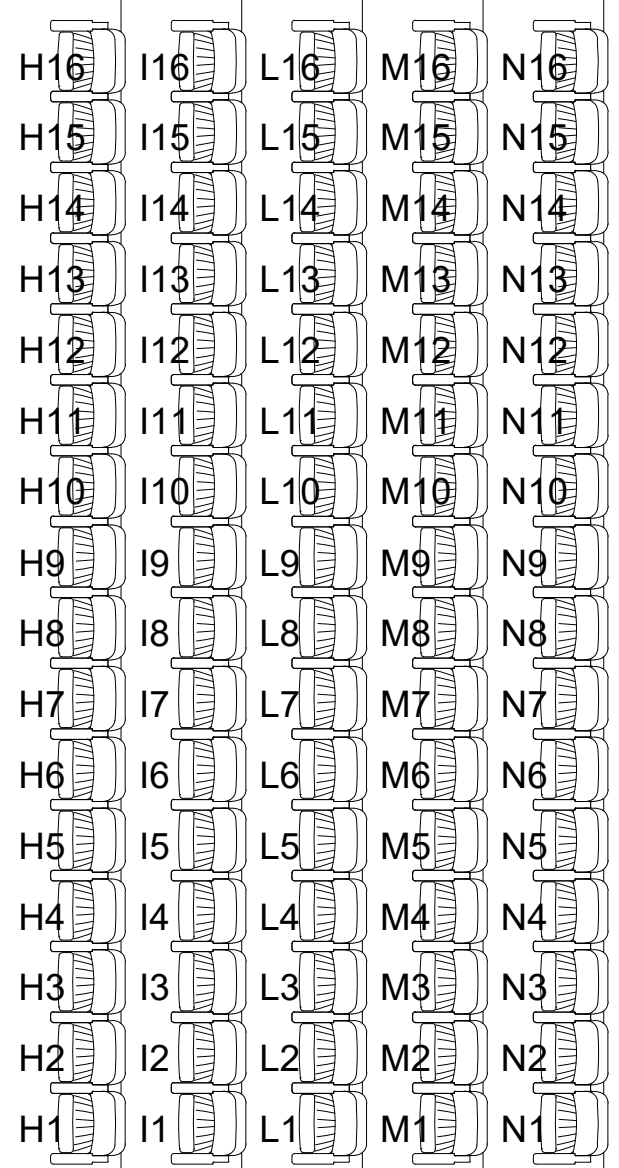 H16 I16 L16 M16 N16
H15 I15 L15 M15 N15
H14 I14 L14 M14 N14
H13 I13 L13 M13 N13
H12 I12 L12 M12 N12
H11 I11 L11 M11 N11
H10 I10 L10 M10 N10
H9 I9 L9 M9 N9
H8 I8 L8 M8 N8
H7 I7 L7 M7 N7
H6 I6 L6 M6 N6
H5 I5 L5 M5 N5
H4 I4 L4 M4 N4
H3 I3 L3 M3 N3
H2 I2 L2 M2 N2
H1 I1 L1 M1 N1